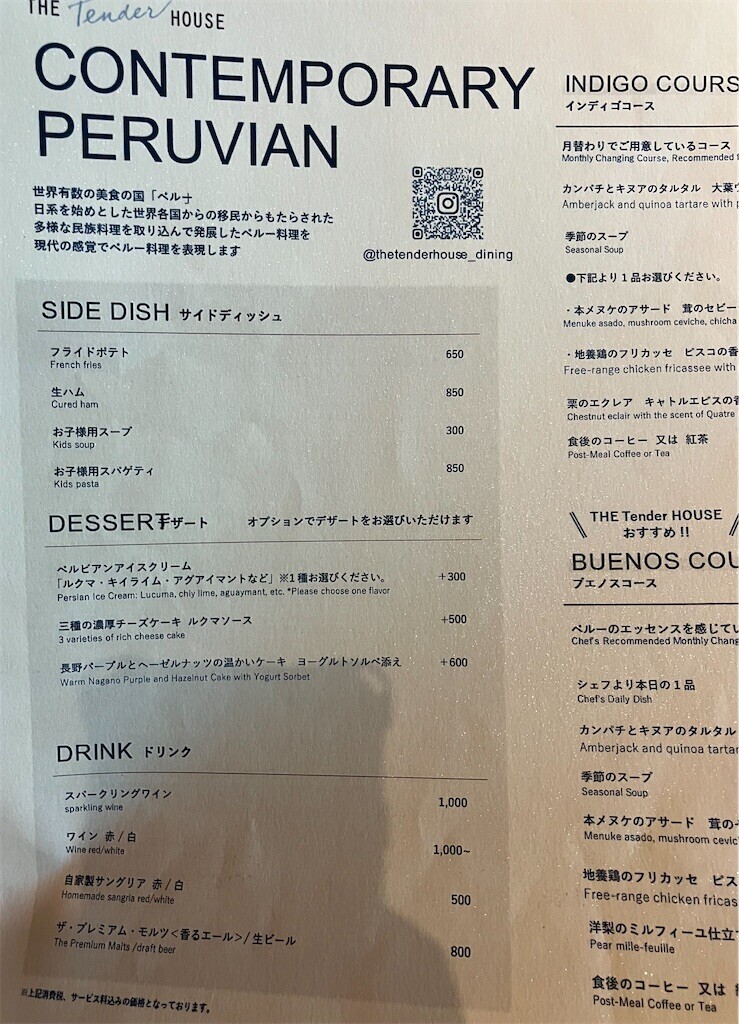 THE Tender HOUSE
CONTEMPORARY
PERUVIAN
世界有数の美食の国「ペルー」
日系を始めとした世界各国からの移民からもたらされた
多様な民族料理を取り込んで発展したペルー料理を
現代の感覚でペルー料理を表現します
@thetenderhouse_dining
SIDE DISH サイドディッシュ
フライドポテト 650
French fries
生ハム 850
Cured ham
お子様用スープ 300
Kids soup
お子様用スパゲティ 850
Kids pasta
DESSERT デザート オプションでデザートをお選びいただけます
ペルビアンアイスクリーム
「ルクマ・キイライム・アグアイマントなど」※1種お選びください。 +300
Persian Ice Cream: Lucuma, chiy lime, aguaymant, etc. *Please choose one flavor
三種の濃厚チーズケーキ ルクマソース +500
3 varieties of rich cheese cake
長野パープルとヘーゼルナッツの温かいケーキ ヨーグルトソルベ添え +600
Warm Nagano Purple and Hazelnut Cake with Yogurt Sorbet
DRINK ドリンク
スパークリングワイン 1,000
sparkling wine
ワイン 赤/白 1,000~
Wine red/white
自家製サングリア 赤/白 500
Homemade sangria red/white
ザ・プレミアム・モルツ<香るエール>/生ビール 800
The Premium Malts /draft beer
※上記消費税、サービス料込みの価格となっております。
INDIGO COURS
インディゴコース
月替わりでご用意しているコース
Monthly Changing Course, Recommended
カンパチとキヌアのタルタル 大葉
Amberjack and quinoa tartare with
季節のスープ
Seasonal Soup
●下記より1品お選びください。
・本メヌケのアサード 茸のセビー
Menuke asado, mushroom ceviche, chicha
・地養鶏のフリカッセ ピスコの香
Free-range chicken fricassee with
栗のエクレア キャトルエピスの香
Chestnut eclair with the scent of Quatre
食後のコーヒー 又は 紅茶
Post-Meal Coffee or Tea
THE Tender HOUSE
おすすめ!!
BUENOS COU
ブエノスコース
ペルーのエッセンスを感じてい
Chef's Recommended Monthly Chang
シェフより本日の1品
Chef's Daily Dish
カンパチとキヌアのタルタル
Amberjack and quinoa tartar
季節のスープ
Seasonal Soup
本メヌケのアサード 茸の
Menuke asado, mushroom cevic
地養鶏のフリカッセ ピス
Free-range chicken fricas
洋梨のミルフィーユ仕立
Pear mille-feuille
食後のコーヒー 又は
Post-Meal Coffee or Tea